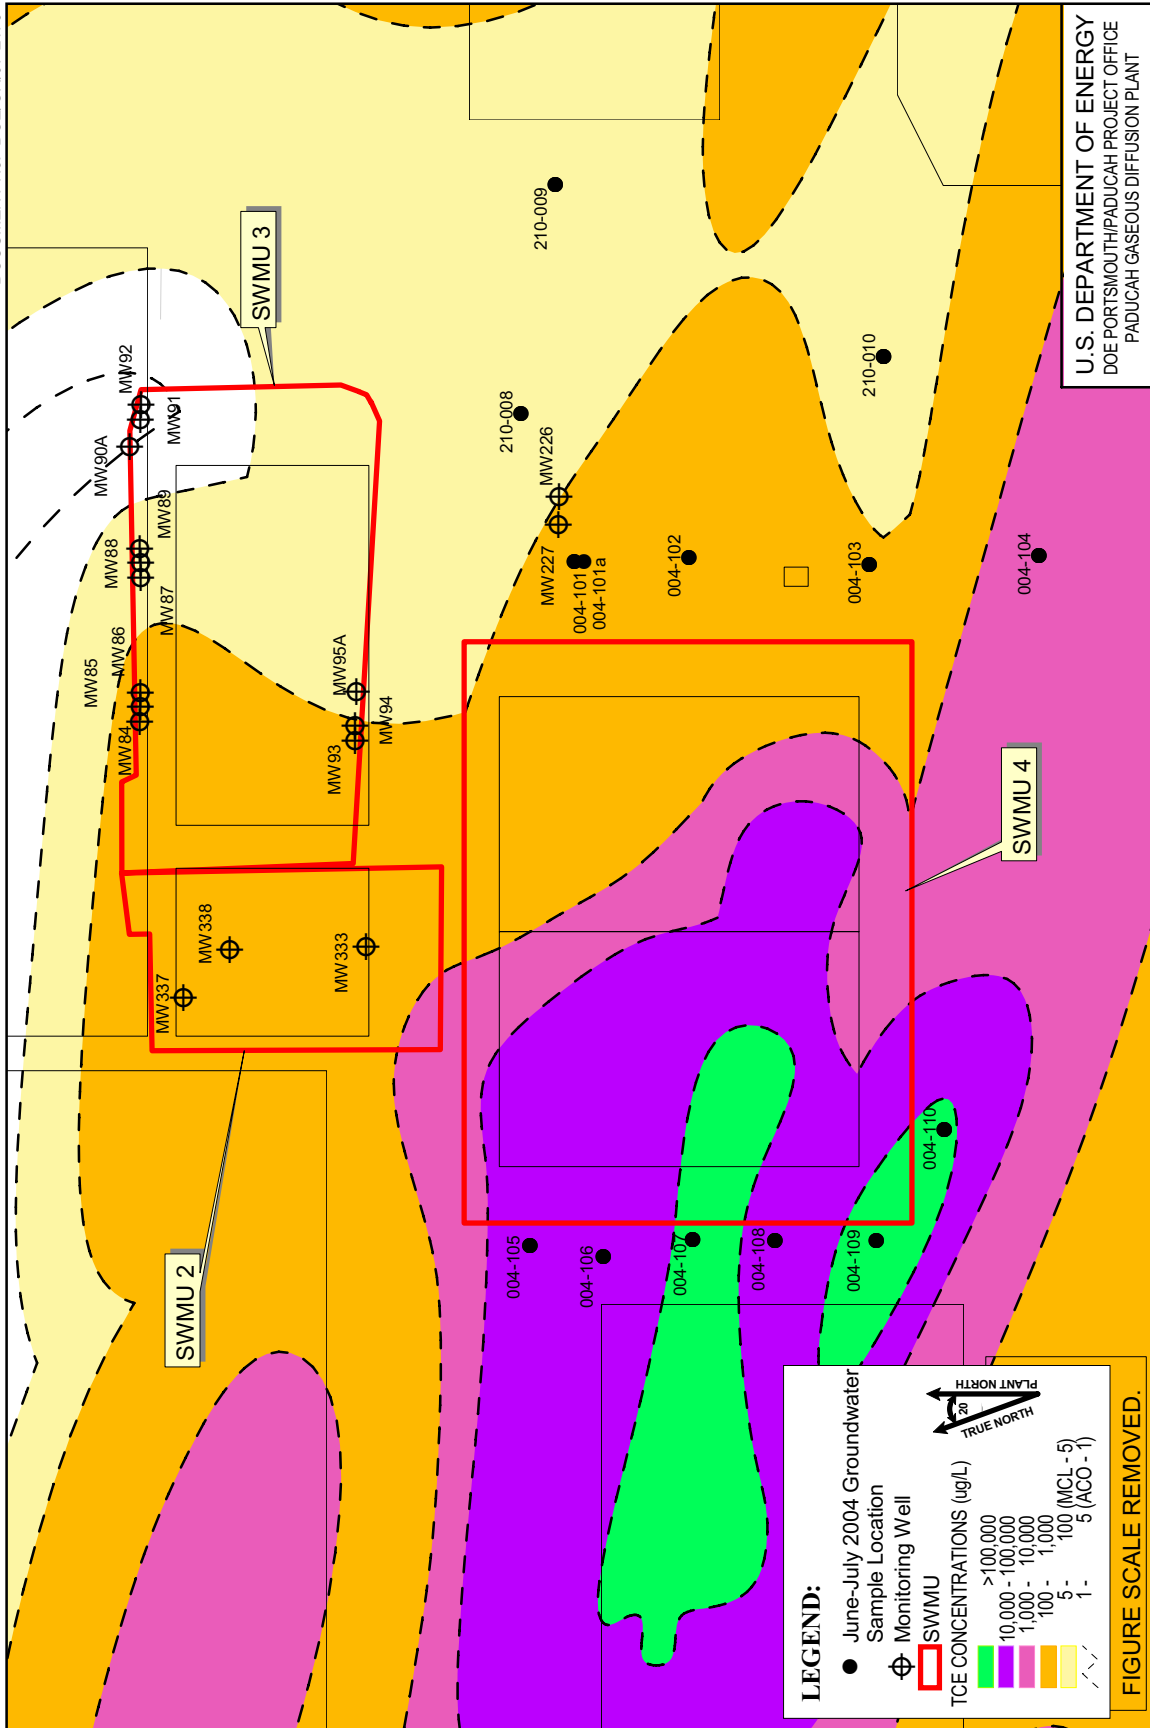 SWMU 2
SWMU 3
SWMU 4
MW337
MW338
MW333
MW84
MW85
MW86
MW87
MW88
MW89
MW90A
MW91
MW92
MW93
MW94
MW95A
MW226
MW227
004-101
004-101a
004-102
004-103
004-104
004-105
004-106
004-107
004-108
004-109
004-110
210-008
210-009
210-010
LEGEND:
June-July 2004 Groundwater
Sample Location
Monitoring Well
SWMU
TCE CONCENTRATIONS (ug/L)
>100,000
10,000 - 100,000
1,000 - 10,000
100 - 1,000
5 - 100 (MCL - 5)
1 - 5 (ACO - 1)
TRUE NORTH
20
PLANT NORTH
FIGURE SCALE REMOVED.
U.S. DEPARTMENT OF ENERGY
DOE PORTSMOUTH/PADUCAH PROJECT OFFICE
PADUCAH GASEOUS DIFFUSION PLANT